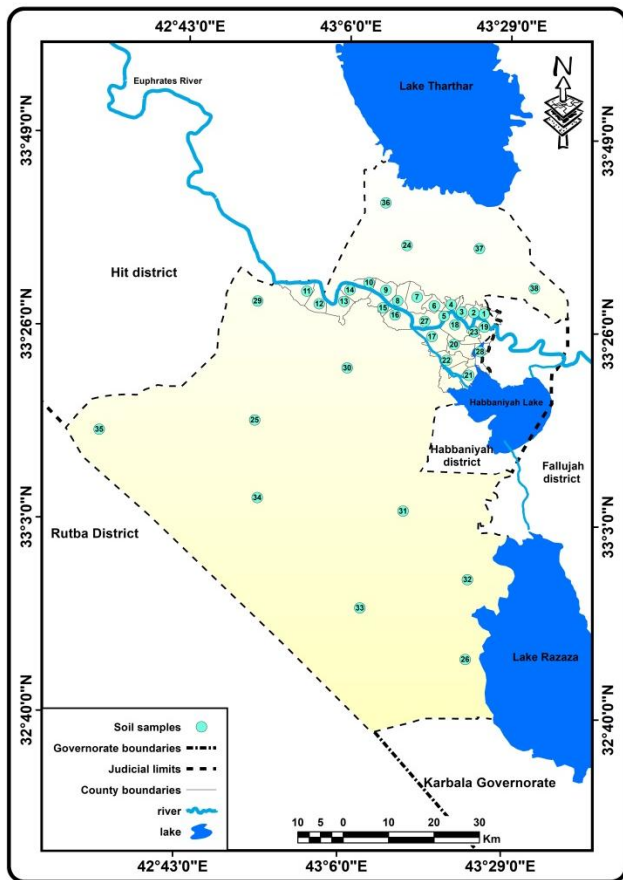 42°43'0"E
43°6'0"E
43°29'0"E
Euphrates River
Lake Tharthar
N
33°49'0"N
33°49'0"N
36
24
37
Hit district
38
29
11
12
13
14
10
9
15
16
8
7
27
6
5
4
3
2
1
18
23
19
17
20
28
22
21
33°26'0"N
33°26'0"N
30
Habbaniyah Lake
25
35
Habbaniyah
district
Fallujah
district
34
31
33°3'0"N
33°3'0"N
Rutba District
32
33
Lake Razaza
26
32°40'0"N
32°40'0"N
Soil samples
Governorate boundaries
Judicial limits
County boundaries
river
lake
Karbala Governorate
10 5 0 10 20 30
Km
42°43'0"E
43°6'0"E
43°29'0"E